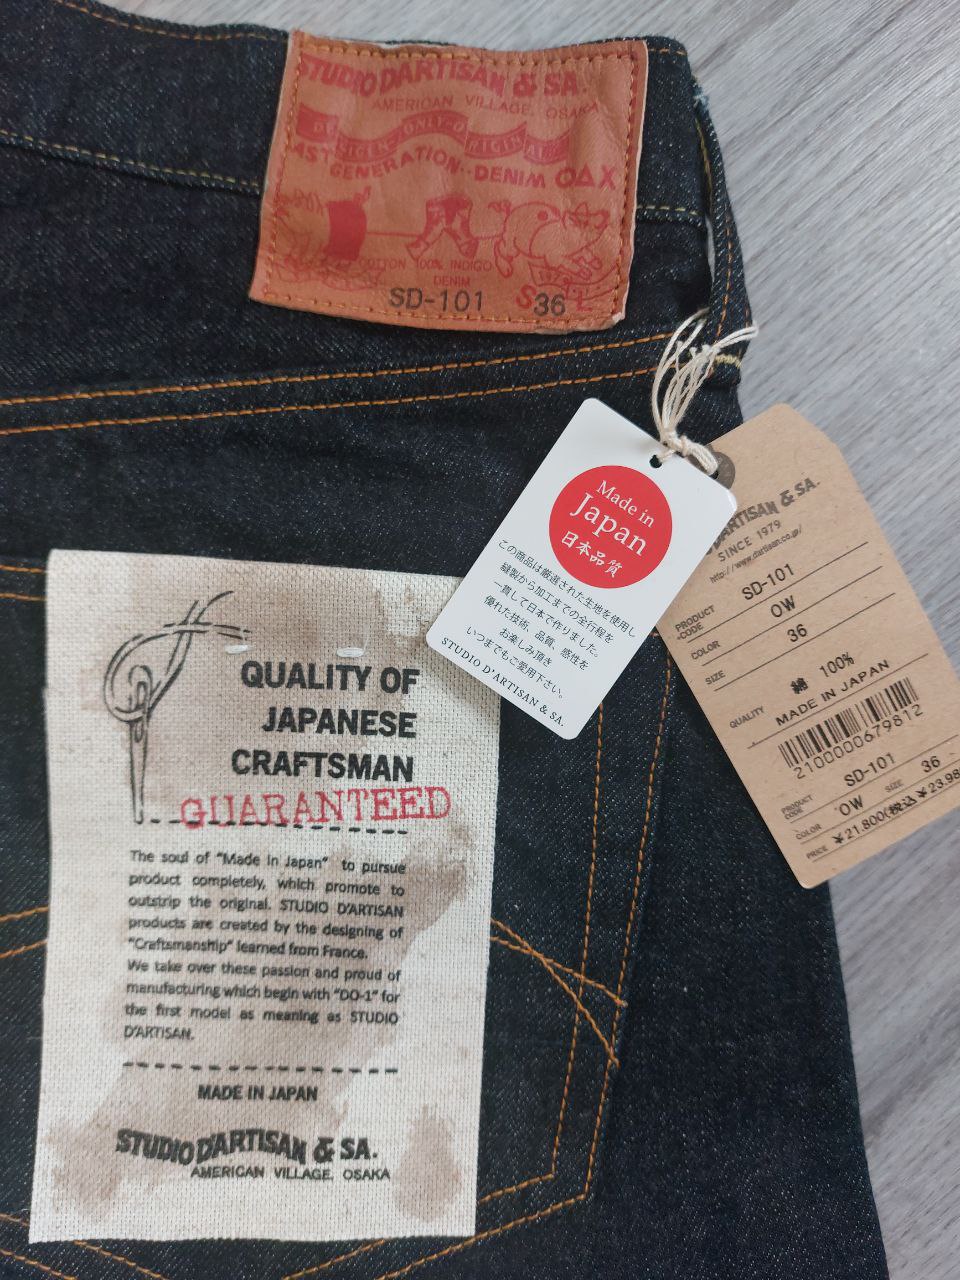 STUDIO D'ARTISAN & SA.
AMERICAN VILLAGE, OSAKA
ONLY-O
GENERATION··DENIM O△X
COTTON 100% INDIGO
DENIM
SD-101
36
QUALITY OF
JAPANESE
CRAFTSMAN
GUARANTEED
The soul of "Made in Japan" to pursue
product completely, which promote to
outstrip the original. STUDIO D'ARTISAN
products are created by the designing of
"Craftsmanship" learned from France.
We take over these passion and proud of
manufacturing which begin with "DO-1" for
the first model as meaning as STUDIO
D'ARTISAN.
MADE IN JAPAN
STUDIO D'ARTISAN & SA.
AMERICAN VILLAGE, OSAKA
Made in
Japan
日本品質
この商品は厳選された生地を使用し
縫製から加工までの全行程を
一貫して日本で作りました。
優れた技術、品質、感性を
お楽しみ頂き
いつまでもご愛用下さい。
STUDIO D'ARTISAN & SA.
D'ARTISAN & SA.
SINCE 1979
http://www.dartisan.co.jp/
PRODUCT -CODE SD-101
COLOR OW
SIZE 36
QUALITY 綿 100%
MADE IN JAPAN
2100000679812
PRODUCT CODE SD-101
COLOR OW SIZE 36
PRICE ¥21,800(税込¥23,98